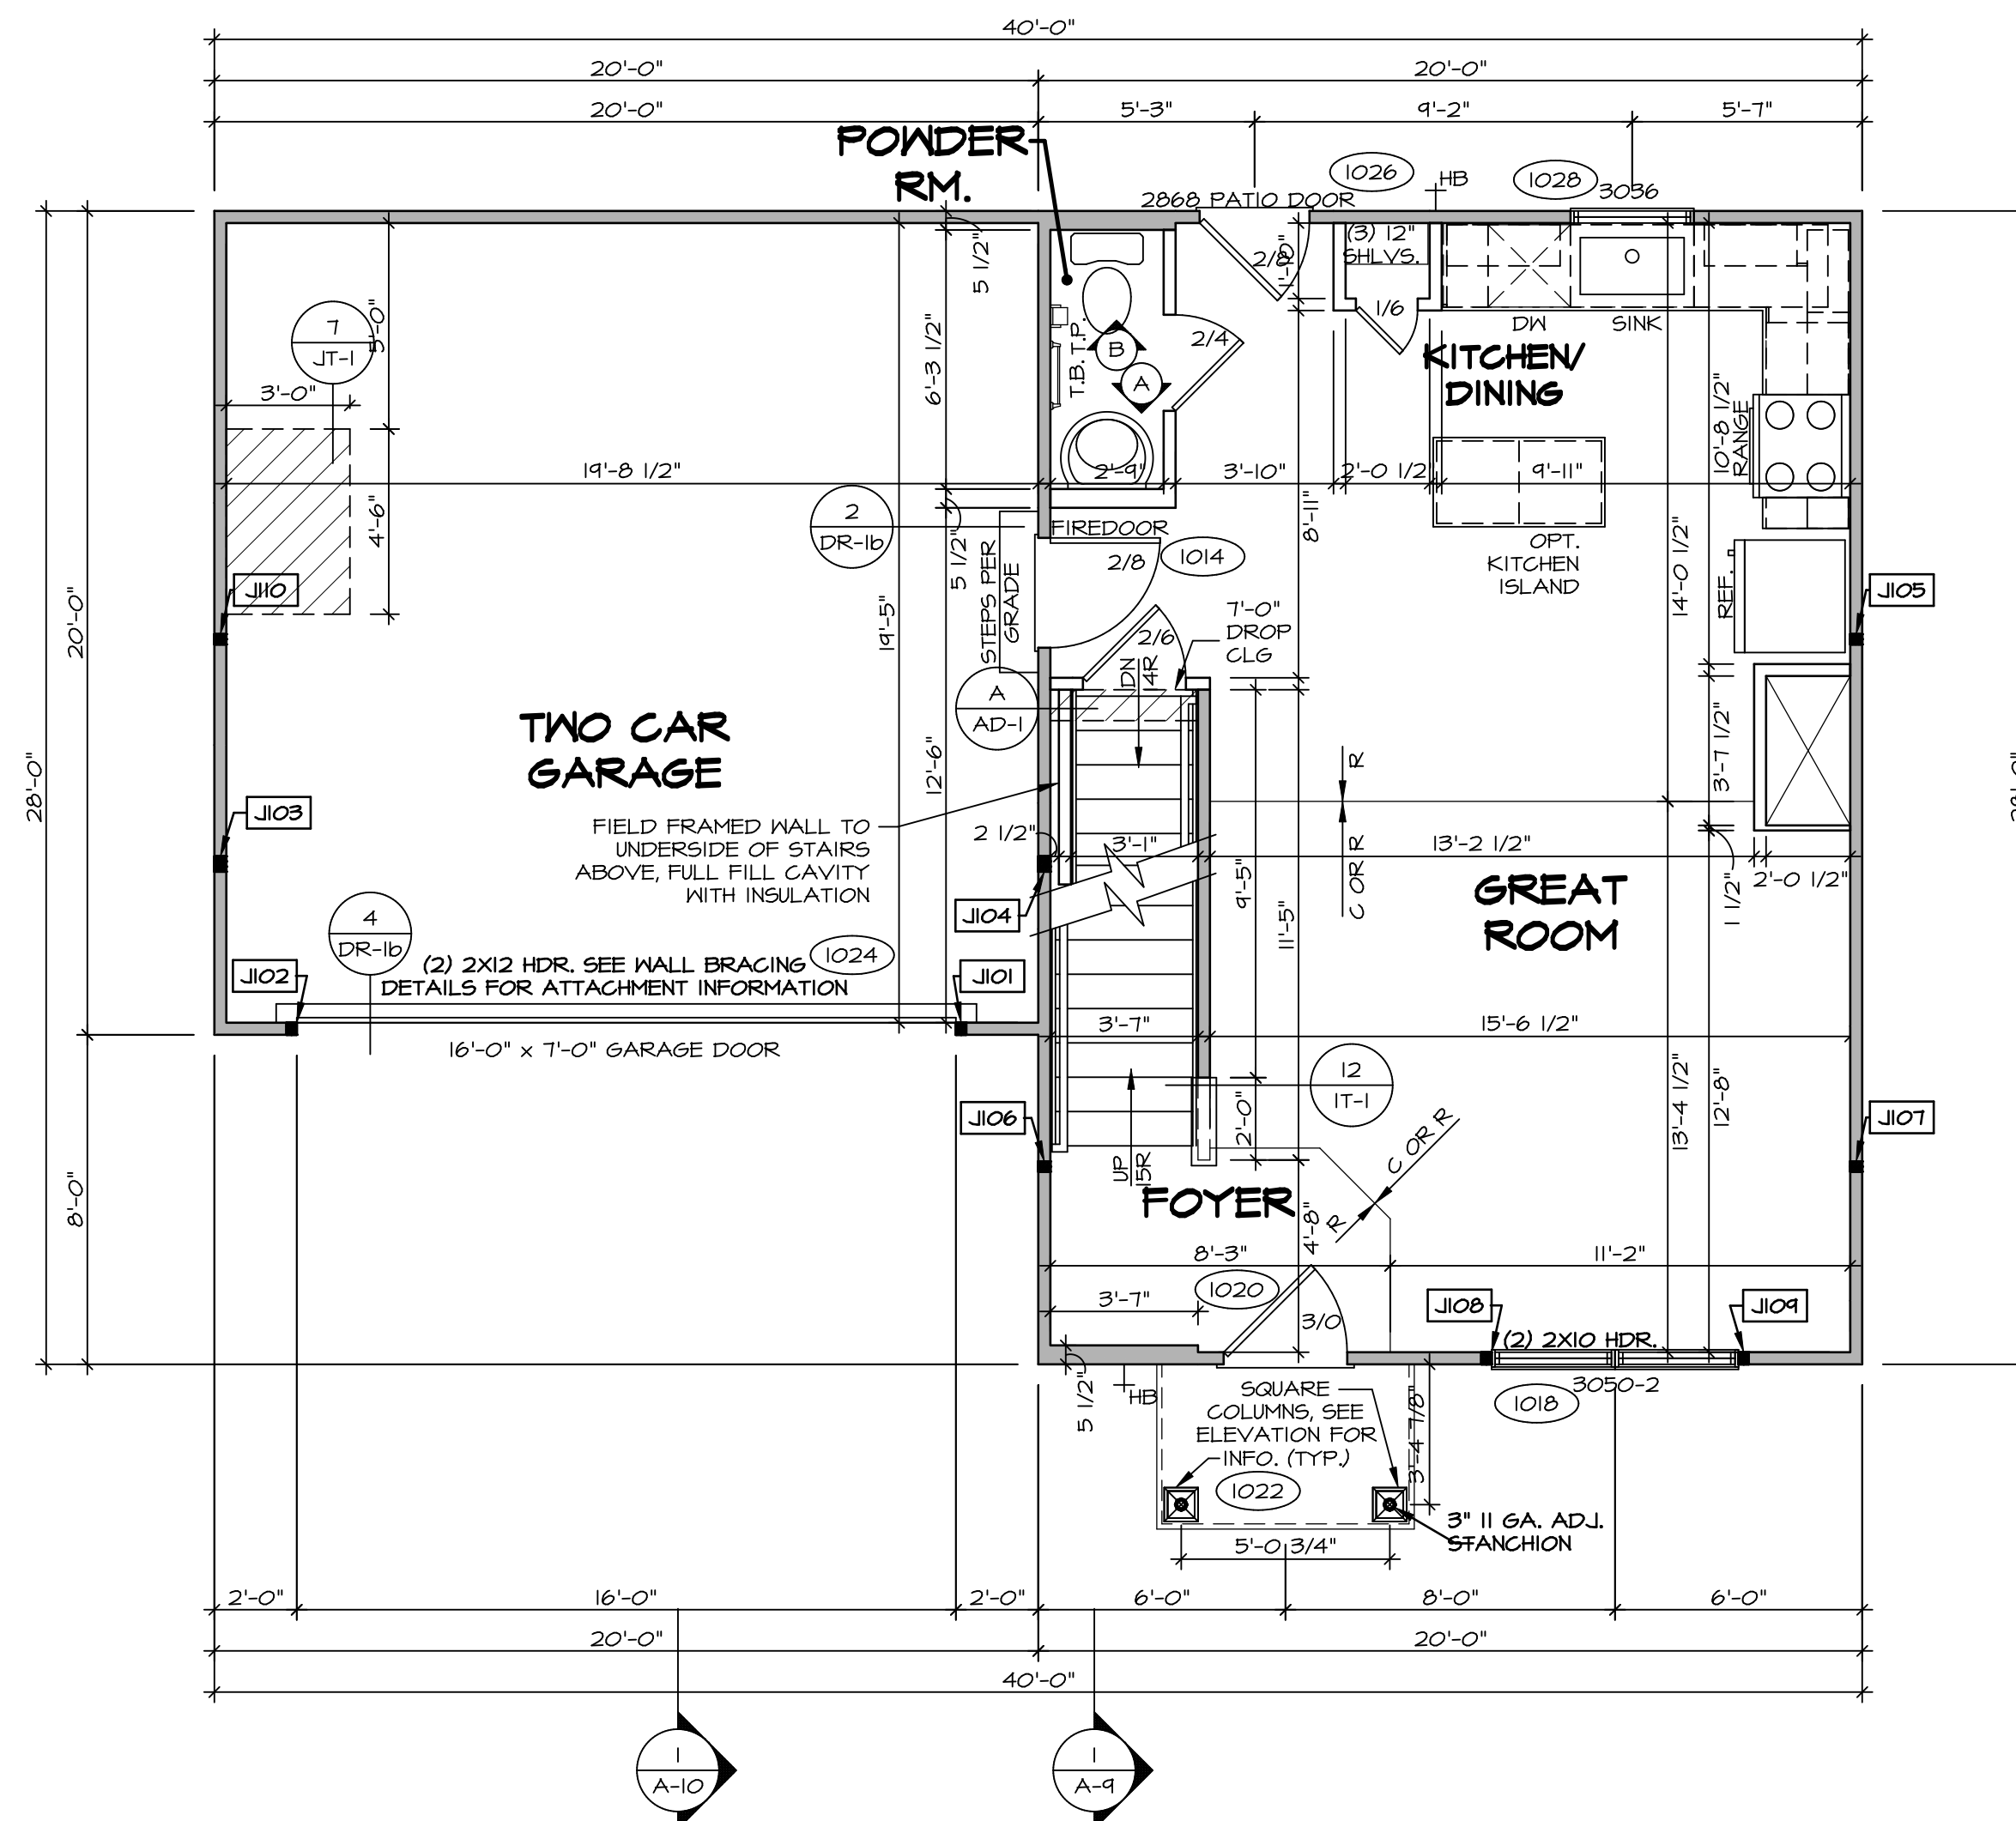 40'-0"
20'-0"
20'-0"
20'-0"
5'-3"
9'-2"
5'-7"
POWDER
RM.
1026
HB
1028
3036
2868 PATIO DOOR
5 1/2"
2/8
1'-0"
(3) 12"
SHLVS.
1/6
DW
SINK
7
JT-1
5'-0"
3'-0"
6'-3 1/2"
T.B. T.P.
B
A
2/4
KITCHEN/
DINING
10'-8 1/2"
RANGE
19'-8 1/2"
2'-9"
3'-10"
2'-0 1/2"
9'-11"
4'-6"
2
DR-1b
FIREDOOR
2/8
1014
8'-11"
OPT.
KITCHEN
ISLAND
14'-0 1/2"
REF.
J110
J105
5 1/2"
STEPS PER
GRADE
20'-0"
19'-5"
2/6
7'-0"
DROP
CLG
DN
14R
A
AD-1
TWO CAR
GARAGE
28'-0"
12'-6"
R
C OR R
3'-7 1/2"
J103
FIELD FRAMED WALL TO
UNDERSIDE OF STAIRS
ABOVE, FULL FILL CAVITY
WITH INSULATION
2 1/2"
3'-1"
13'-2 1/2"
9'-5"
11'-5"
1 1/2"
2'-0 1/2"
GREAT
ROOM
J104
4
DR-1b
J102
(2) 2X12 HDR. SEE WALL BRACING
DETAILS FOR ATTACHMENT INFORMATION
1024
J101
16'-0" x 7'-0" GARAGE DOOR
3'-7"
15'-6 1/2"
12
IT-1
J106
2'-0"
13'-4 1/2"
12'-8"
J107
UP
15R
C OR R
R
FOYER
8'-0"
4'-8"
8'-3"
11'-2"
1020
3'-7"
3/0
J108
J109
(2) 2X10 HDR.
3050-2
1018
5 1/2"
HB
SQUARE
COLUMNS, SEE
ELEVATION FOR
INFO. (TYP.)
1022
3'-4 7/8"
3" 11 GA. ADJ.
STANCHION
5'-0 3/4"
2'-0"
16'-0"
2'-0"
6'-0"
8'-0"
6'-0"
20'-0"
20'-0"
40'-0"
1
A-10
1
A-9